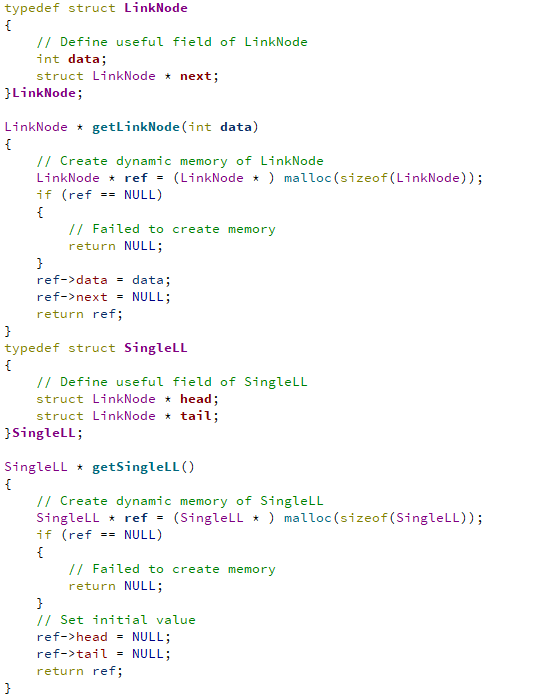 typedef struct LinkNode
{
    // Define useful field of LinkNode
    int data;
    struct LinkNode * next;
}LinkNode;

LinkNode * getLinkNode(int data)
{
    // Create dynamic memory of LinkNode
    LinkNode * ref = (LinkNode * ) malloc(sizeof(LinkNode));
    if (ref == NULL)
    {
        // Failed to create memory
        return NULL;
    }
    ref->data = data;
    ref->next = NULL;
    return ref;
}
typedef struct SingleLL
{
    // Define useful field of SingleLL
    struct LinkNode * head;
    struct LinkNode * tail;
}SingleLL;

SingleLL * getSingleLL()
{
    // Create dynamic memory of SingleLL
    SingleLL * ref = (SingleLL * ) malloc(sizeof(SingleLL));
    if (ref == NULL)
    {
        // Failed to create memory
        return NULL;
    }
    // Set initial value
    ref->head = NULL;
    ref->tail = NULL;
    return ref;
}